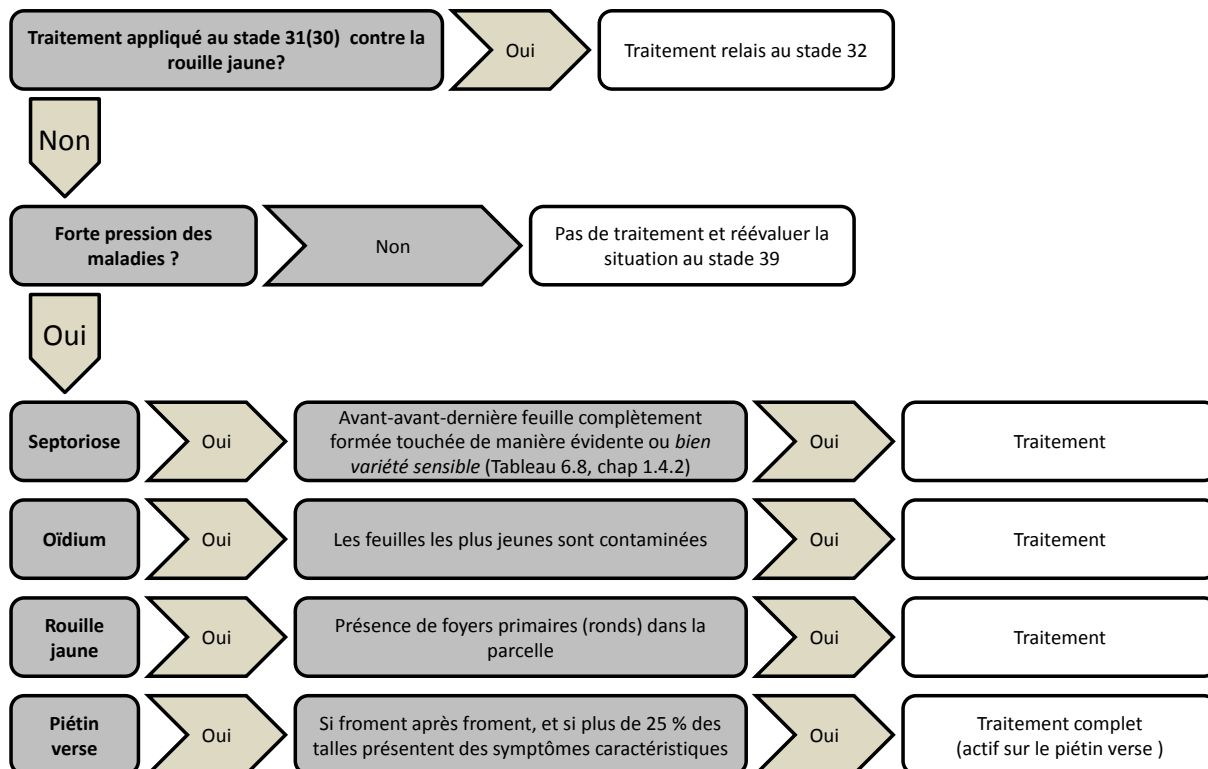 Traitement appliqué au stade 31(30) contre la
rouille jaune?
Oui
Traitement relais au stade 32
Non
Forte pression des
maladies ?
Non
Pas de traitement et réévaluer la
situation au stade 39
Oui
Septoriose
Oui
Avant-avant-dernière feuille complètement
formée touchée de manière évidente ou bien
variété sensible (Tableau 6.8, chap 1.4.2)
Oui
Traitement
Oïdium
Oui
Les feuilles les plus jeunes sont contaminées
Oui
Traitement
Rouille
jaune
Oui
Présence de foyers primaires (ronds) dans la
parcelle
Oui
Traitement
Piétin
verse
Oui
Si froment après froment, et si plus de 25 % des
talles présentent des symptômes caractéristiques
Oui
Traitement complet
(actif sur le piétin verse )